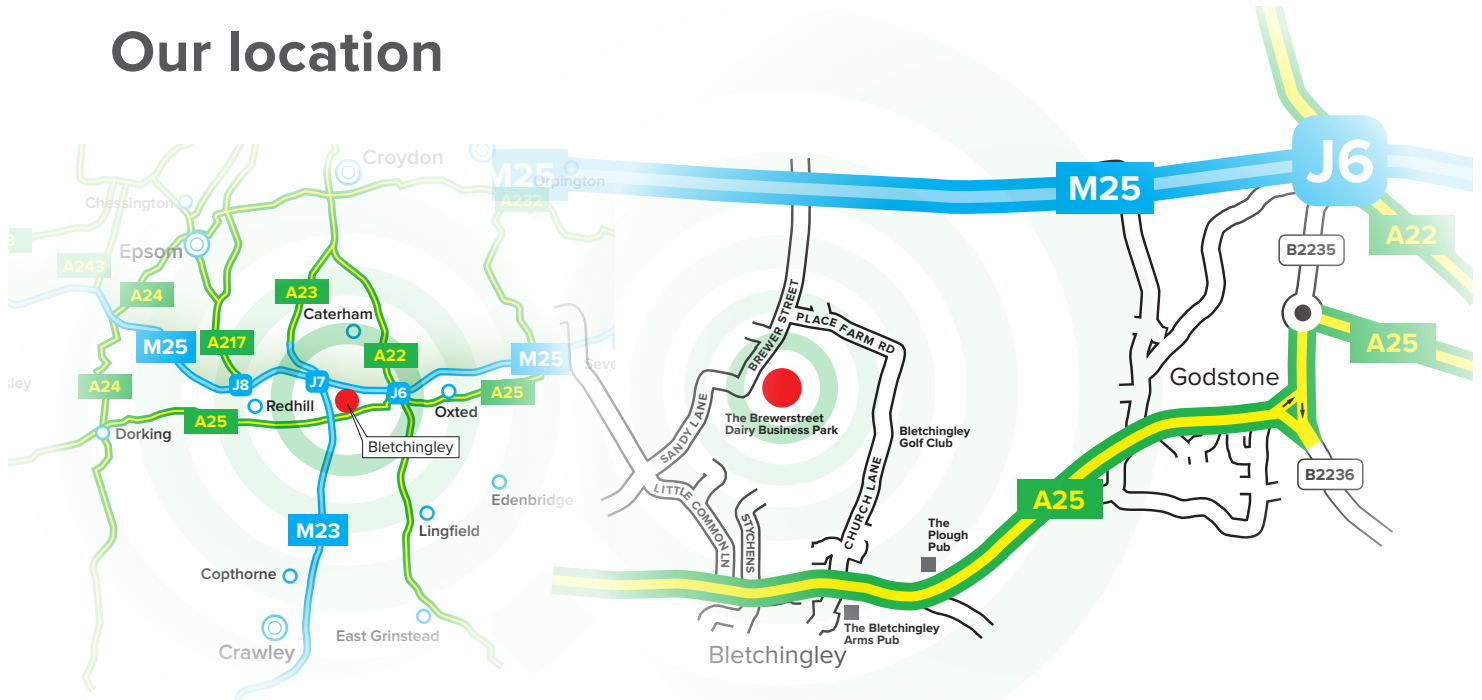 Our location
Croydon
M25
Orpington
A232
Chessington
Epsom
A243
A24
A23
Caterham
M25
A217
A22
M25
J8
J7
J6
A24
Redhill
Oxted
A25
A25
Dorking
Bletchingley
Edenbridge
M23
Lingfield
Copthorne
East Grinstead
Crawley
M25
J6
A22
B2235
BREWER STREET
PLACE FARM RD
A25
Godstone
SANDY LANE
The Brewerstreet
Dairy Business Park
Bletchingley
Golf Club
LITTLE COMMON LN
STYCHENS
CHURCH LANE
B2236
A25
The
Plough
Pub
The Bletchingley
Arms Pub
Bletchingley